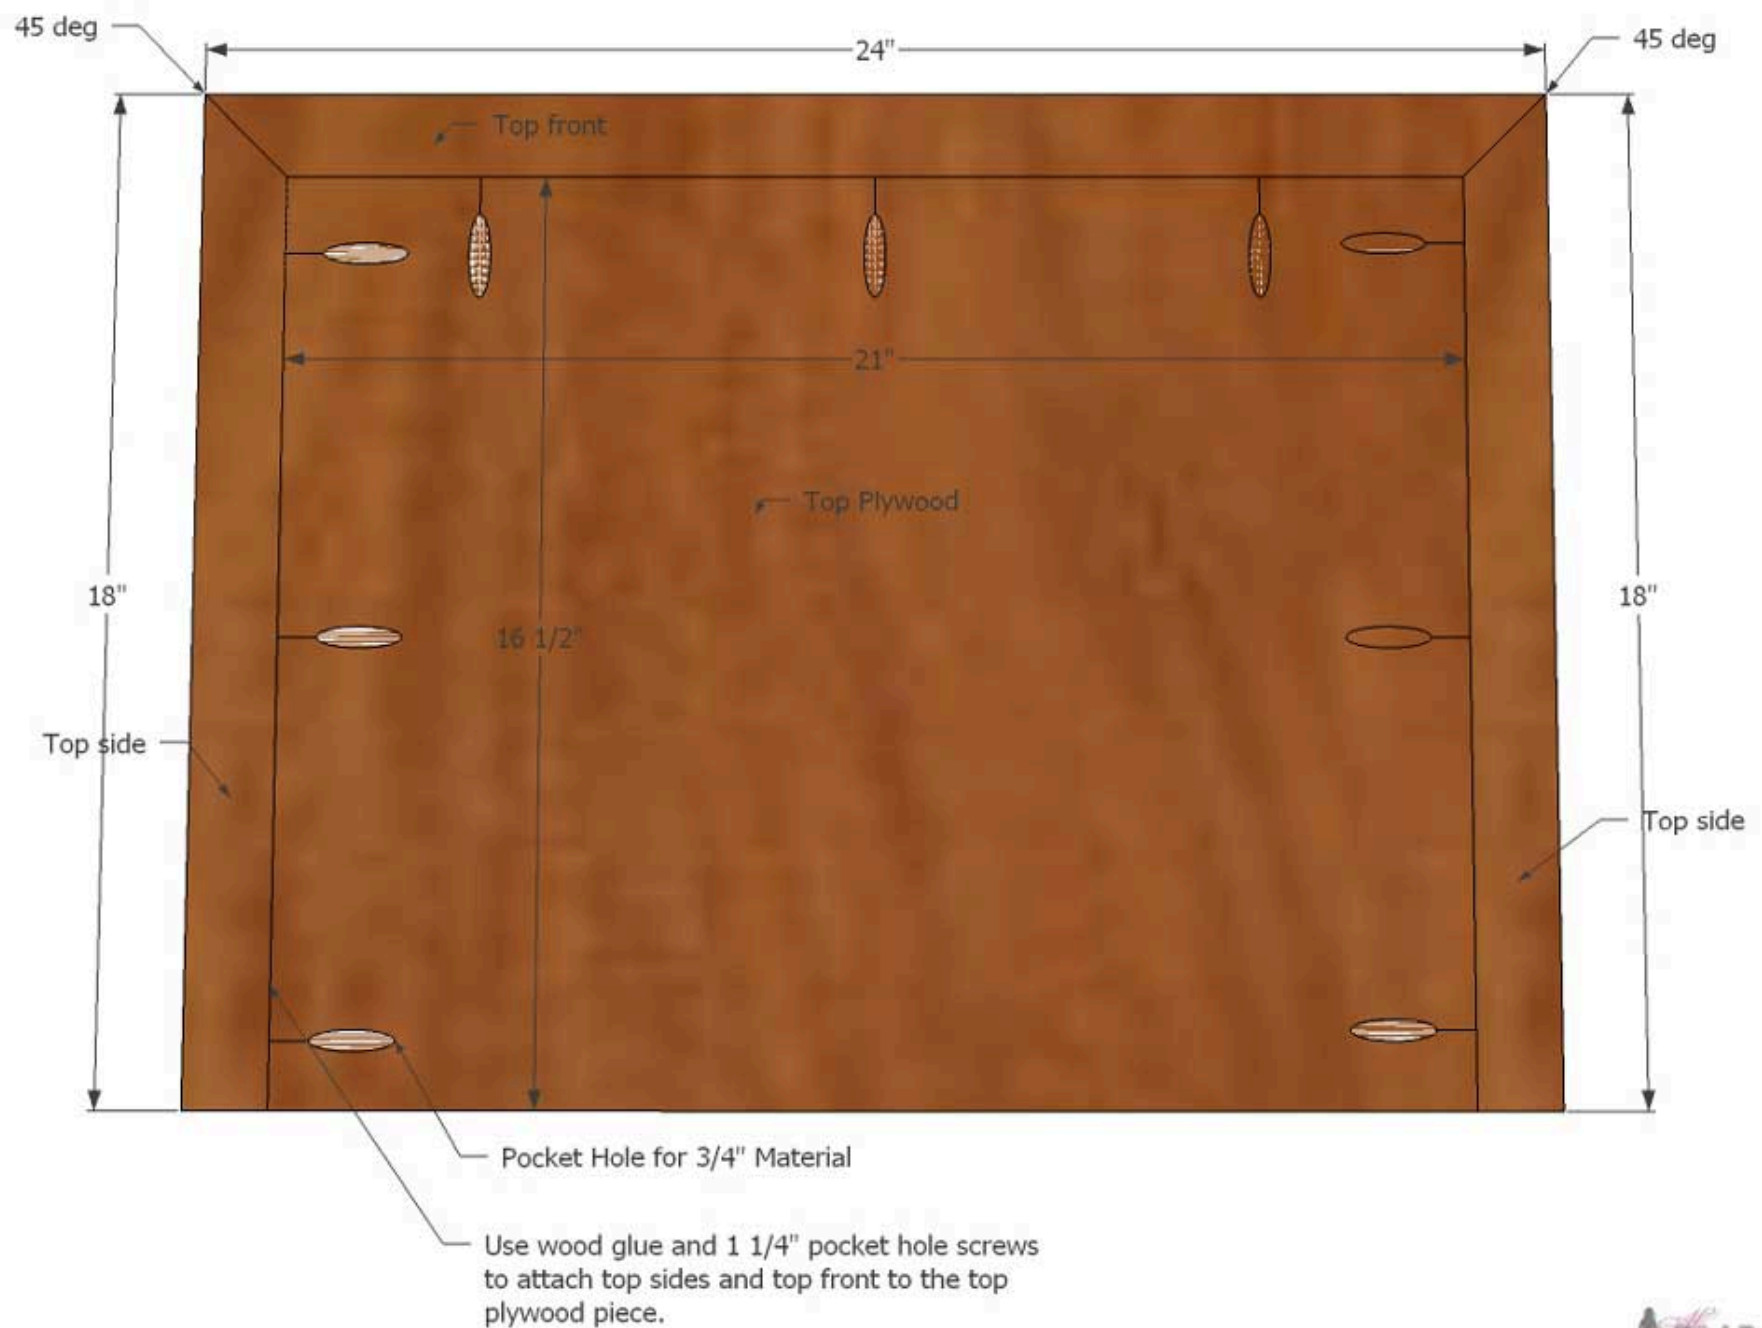 45 deg
24"
45 deg
Top front
21"
Top Plywood
18"
18"
16 1/2"
Top side
Top side
Pocket Hole for 3/4" Material
Use wood glue and 1 1/4" pocket hole screws
to attach top sides and top front to the top
plywood piece.